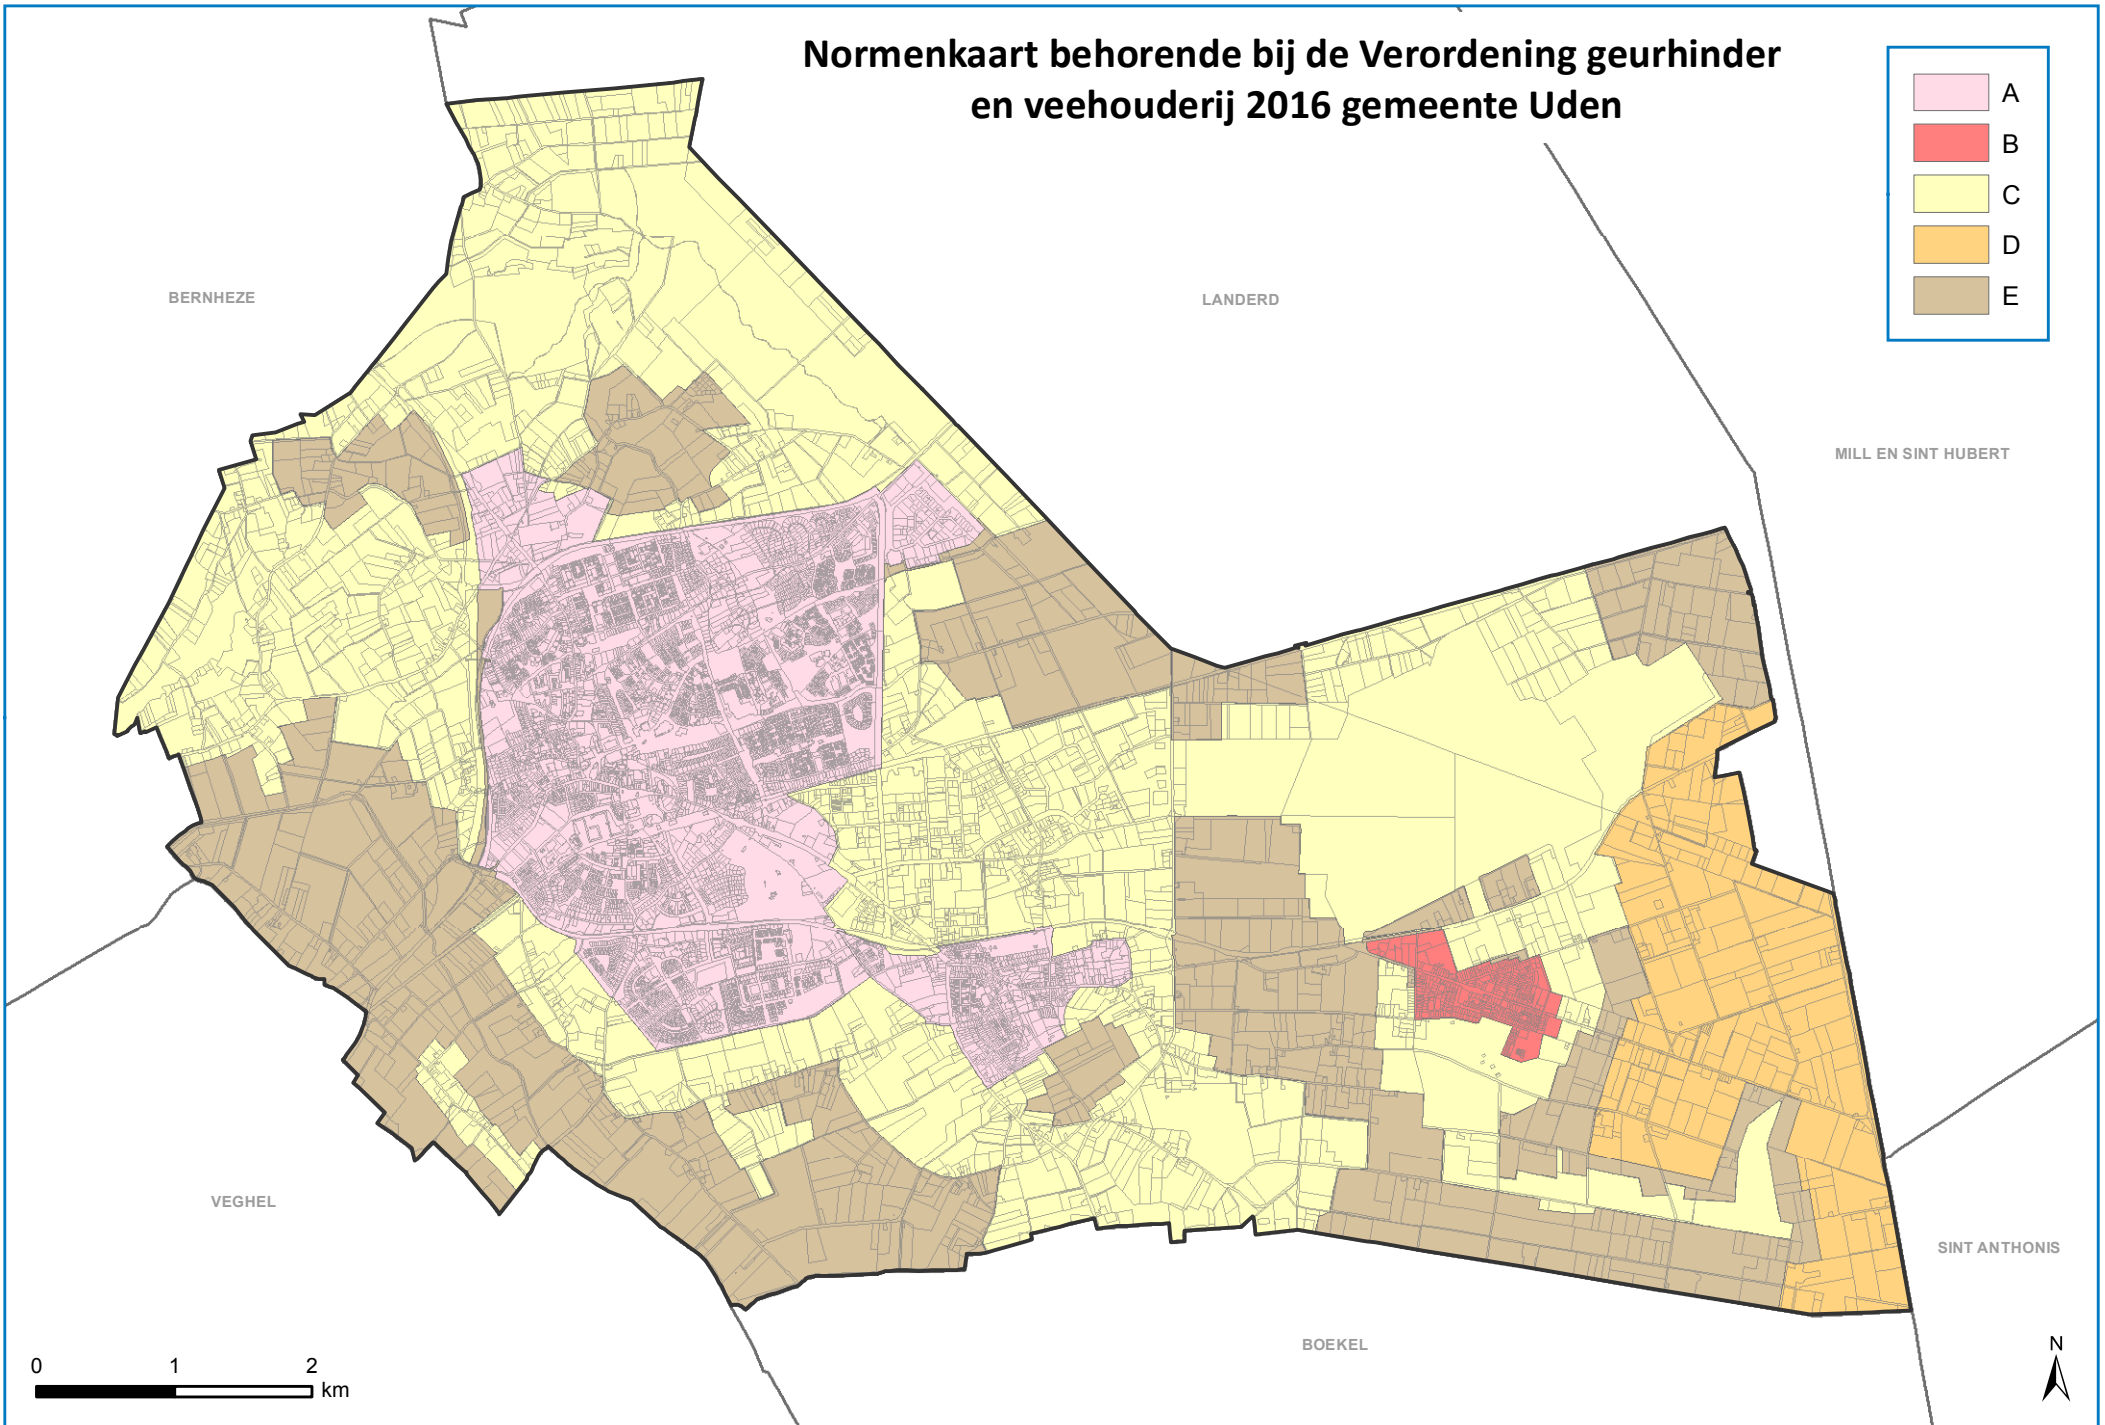 Normenkaart behorende bij de Verordening geurhinder
en veehouderij 2016 gemeente Uden
A
B
C
D
E
BERNHEZE
LANDERD
MILL EN SINT HUBERT
VEGHEL
SINT ANTHONIS
BOEKEL
N
0 1 2
km